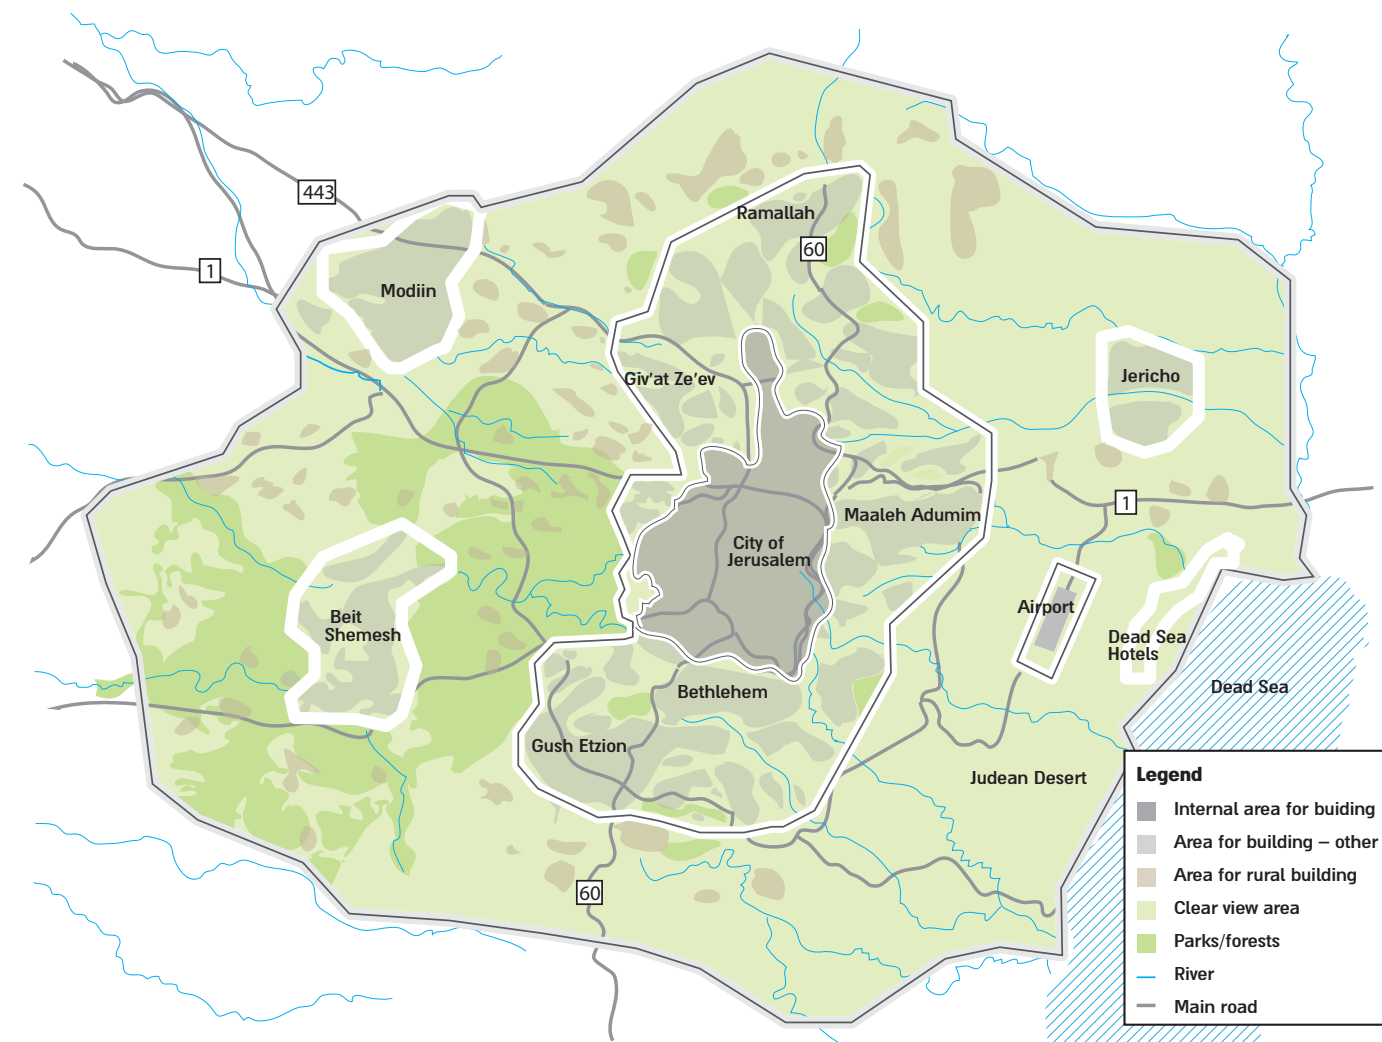 443
Ramallah
60
1
Modiin
Giv'at Ze'ev
Jericho
1
Maaleh Adumim
City of
Jerusalem
Airport
Beit
Shemesh
Dead Sea
Hotels
Dead Sea
Bethlehem
Gush Etzion
Judean Desert
60
Legend
Internal area for buiding
Area for building – other
Area for rural building
Clear view area
Parks/forests
River
Main road